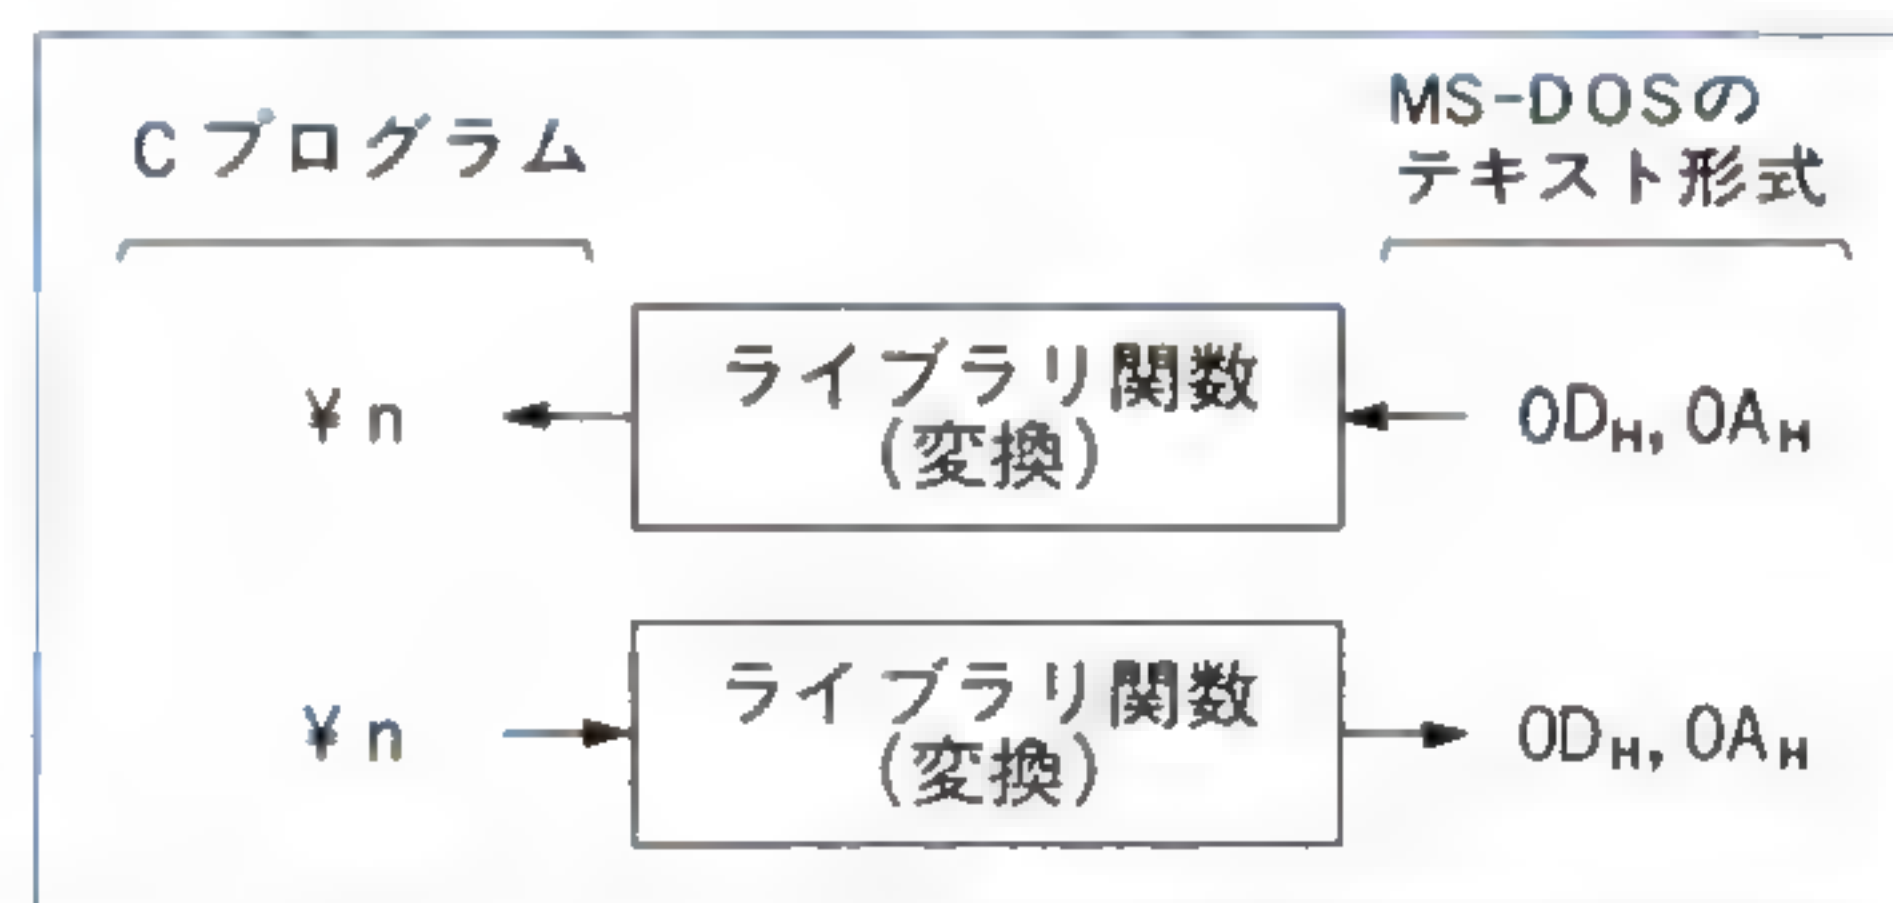 Cプログラム
MS-DOSの
テキスト形式
¥n
ライブラリ関数
(変換)
0DH, 0AH
¥n
ライブラリ関数
(変換)
0DH, 0AH